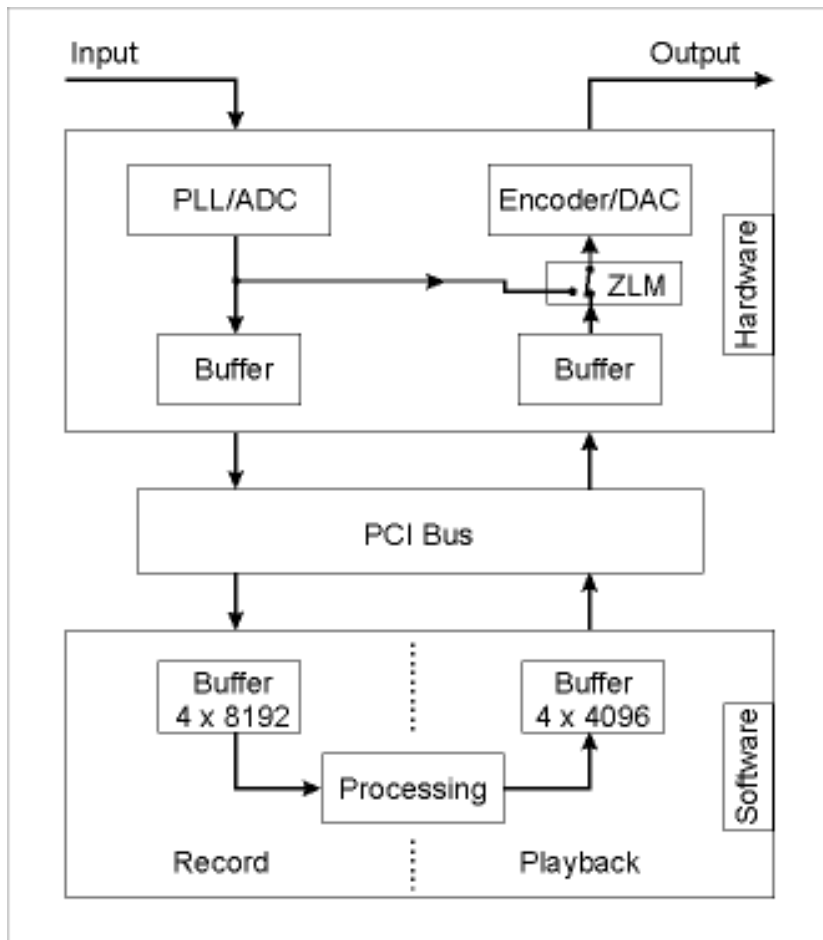 Input
Output
PLL/ADC
Encoder/DAC
ZLM
Hardware
Buffer
Buffer
PCI Bus
Buffer
4 x 8192
Buffer
4 x 4096
Software
Processing
Record
Playback